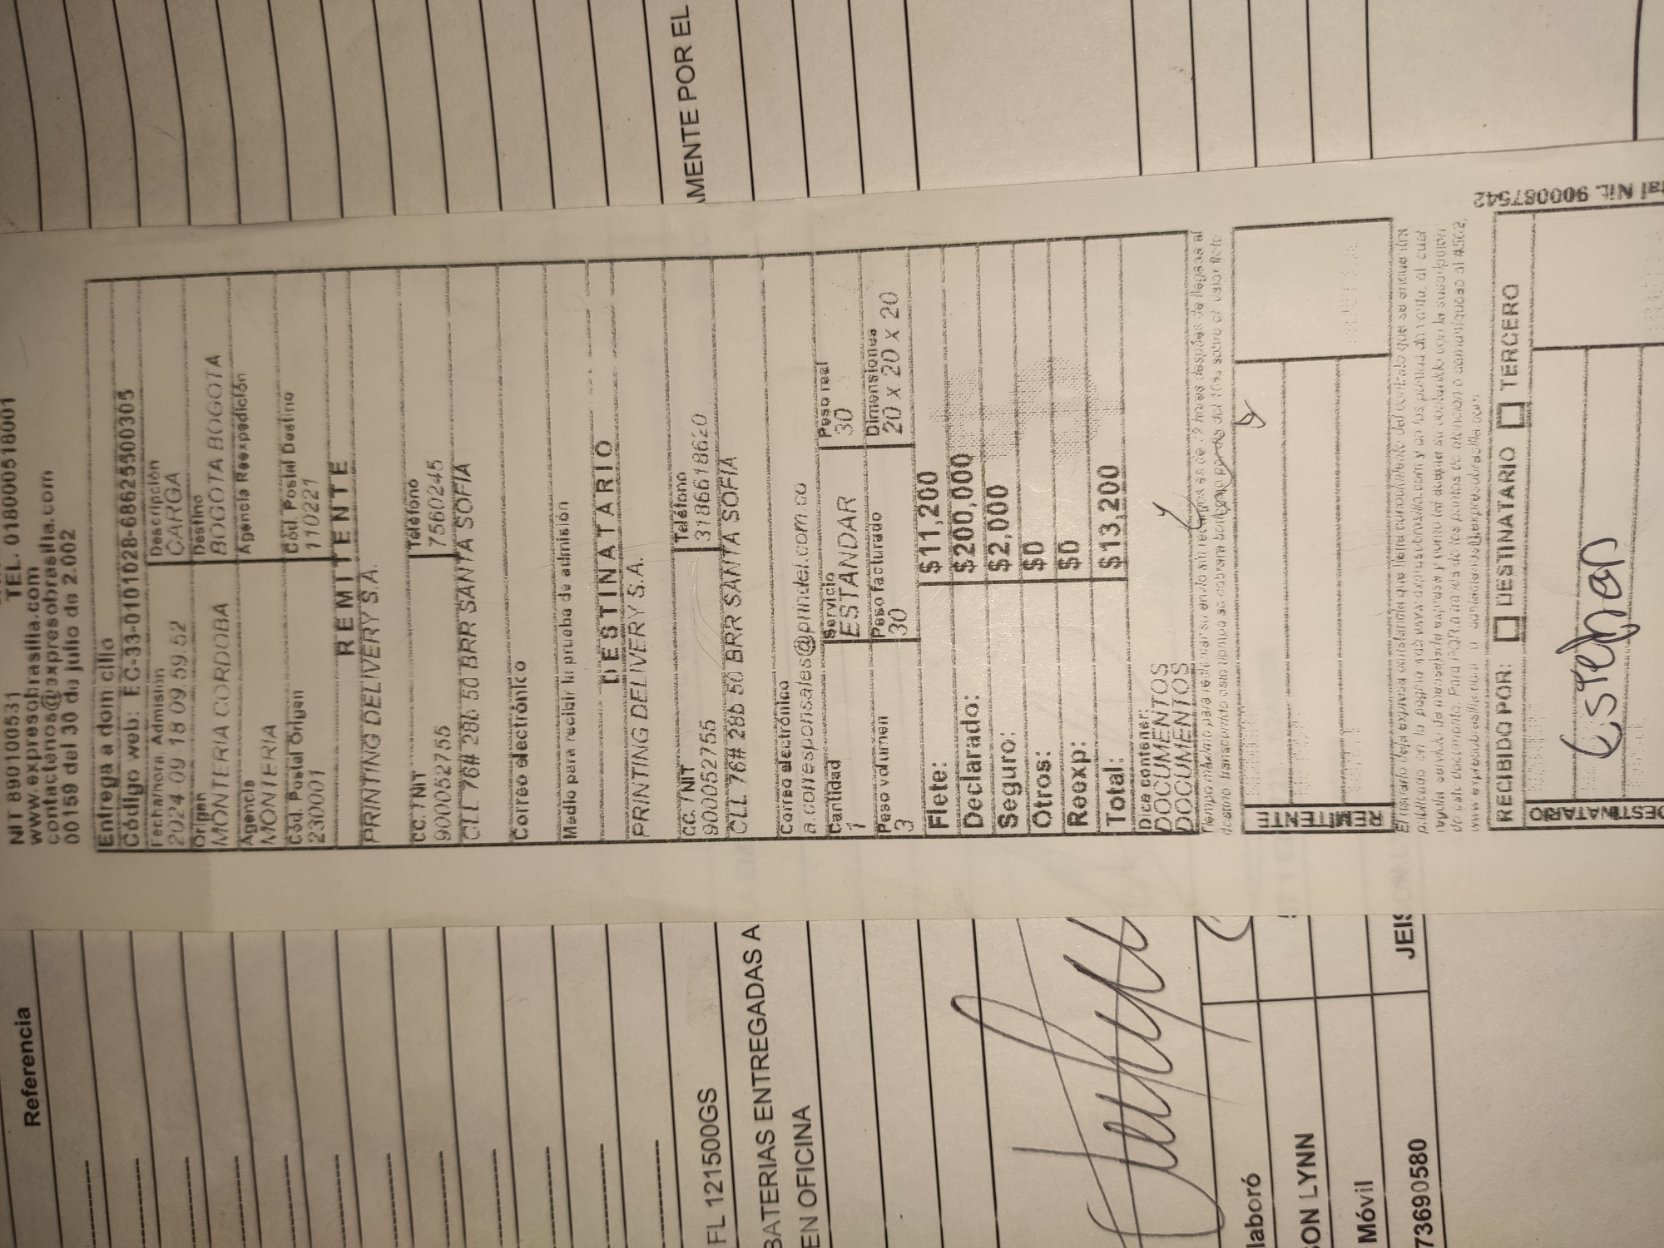 NIT 8901005​31 TEL. 018000518001
www.expresobrasilia.com
contactenos@expresobrasilia.com
00159 del 30 de julio de 2.002
Entrega a domicilio
Código web: EC-33-0101028-68625500305
Fecha/hora Admisión Descripción
2024 09 18 09:59:52 CARGA
Origen Destino
MONTERIA CORDOBA BOGOTA BOGOTA
Agencia Agencia Reexpedición
MONTERIA
Cód. Postal Origen Cód. Postal Destino
230001 110221
REMITENTE
PRINTING DELIVERY S.A.
CC. / NIT Teléfono
900052755 7560245
CLL 76# 28b 50 BRR SANTA SOFIA
Correo electrónico
Medio para recibir la prueba de admisión
DESTINATARIO
PRINTING DELIVERY S.A.
CC. / NIT Teléfono
900052755 3186618620
CLL 76# 28b 50 BRR SANTA SOFIA
Correo electrónico
a.corresponsales@prindel.com.co
Cantidad Servicio Peso real
1 ESTANDAR 30
Peso volumen Peso facturado Dimensiones
3 30 20 x 20 x 20
Flete: $11,200
Declarado: $200,000
Seguro: $2,000
Otros: $0
Reexp: $0
Total: $13,200
Dice contener:
DOCUMENTOS
DOCUMENTOS
REMITENTE
RECIBIDO POR: DESTINATARIO TERCERO
DESTINATARIO
Esteban
tal Nit. 900087542
Referencia
AMENTE POR EL
FL 121500GS
BATERIAS ENTREGADAS A
EN OFICINA
laboró
SON LYNN
Móvil JEIS
73690580